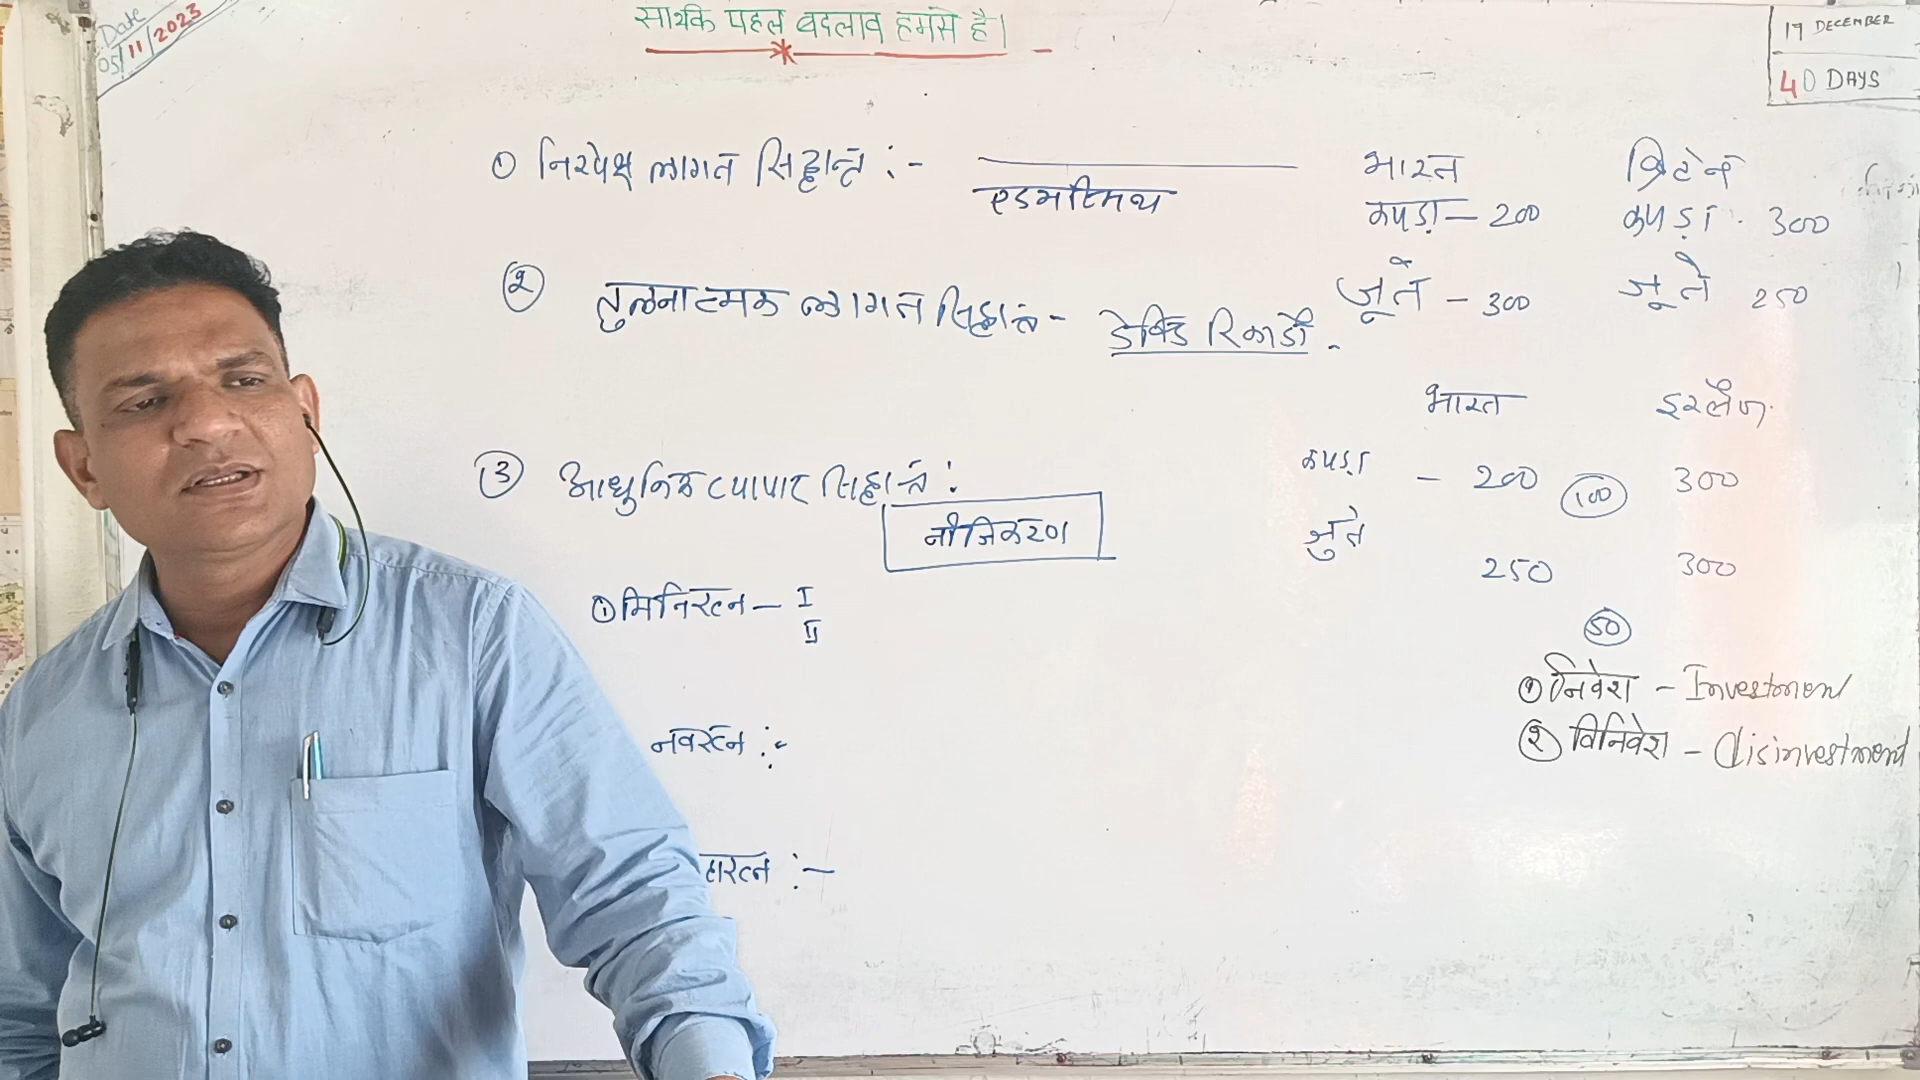 Date
05/11/2023
सार्थक पहल बदलाव हमसे है।
17 DECEMBER
40 DAYS
① निरपेक्ष लागत सिद्धान्त :-
एडमस्मिथ
भारत
ब्रिटेन
कपड़ा - 200
कपड़ा - 300
जूते - 300
जूते 250
② तुलनात्मक लागत सिद्धांत - डेविड रिकार्डो -
भारत
कपड़ा - 200 100 300
जुते 250 300
50
③ आधुनिक व्यापार सिद्धान्त :
नीजिकरण
① मिनिरत्न - I
II
नवरत्न :-
हारत्न :-
① निवेश - Investment
② विनिवेश - disinvestment